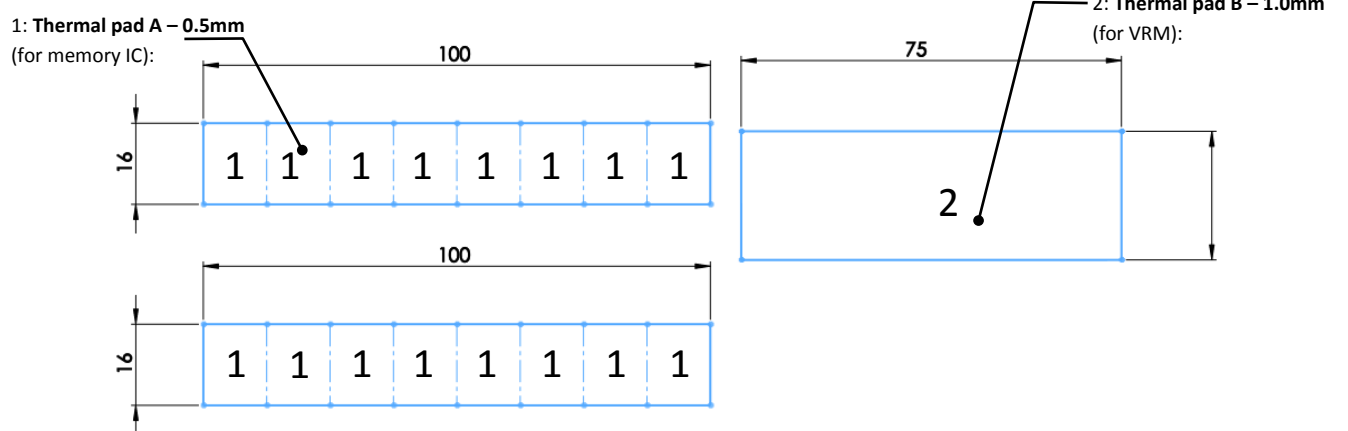 1: Thermal pad A – 0.5mm
(for memory IC):
2: Thermal pad B – 1.0mm
(for VRM):
100
75
16
1 1 1 1 1 1 1 1
2
100
16
1 1 1 1 1 1 1 1